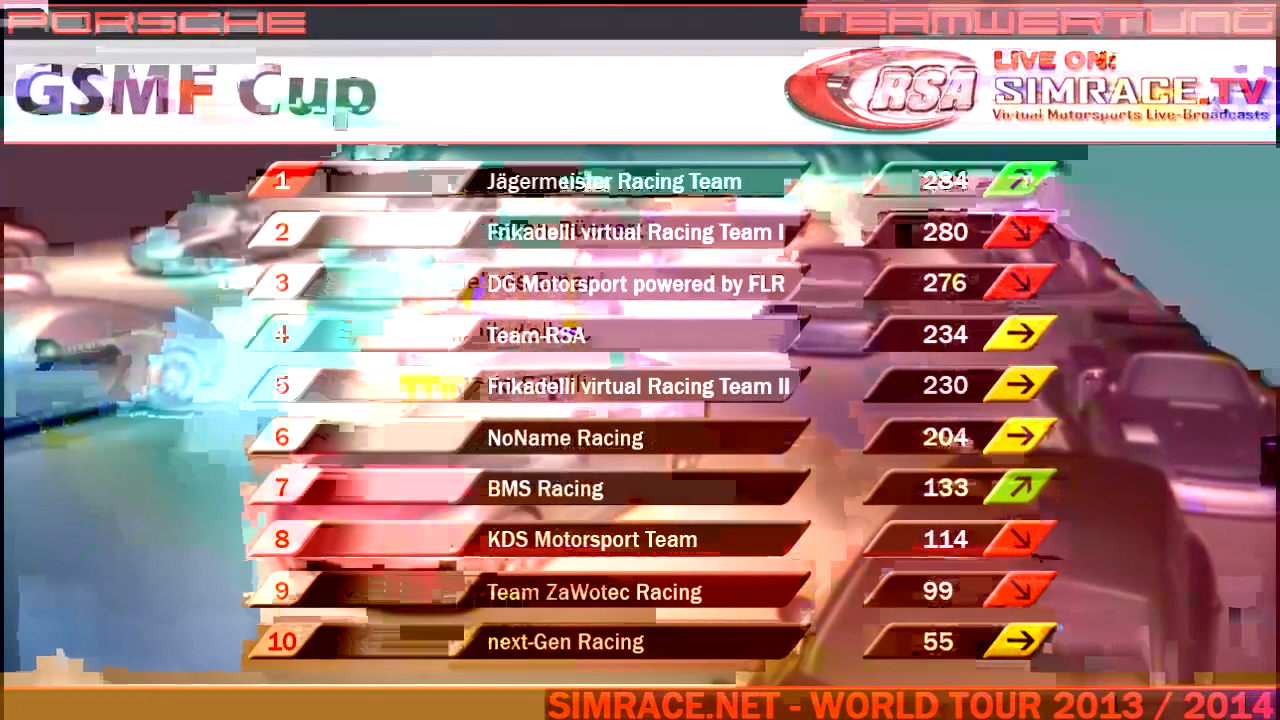 PORSCHE TEAMWERTUNG
GSMF Cup
RSA
LIVE ON:
SIMRACE.TV
Virtual Motorsports Live-Broadcasts
1 Jägermeister Racing Team 284
2 Frikadelli virtual Racing Team I 280
3 DG Motorsport powered by FLR 276
4 Team-RSA 234
5 Frikadelli virtual Racing Team II 230
6 NoName Racing 204
7 BMS Racing 133
8 KDS Motorsport Team 114
9 Team ZaWotec Racing 99
10 next-Gen Racing 55
SIMRACE.NET - WORLD TOUR 2013 / 2014